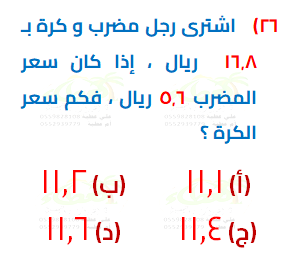 ٢٦) اشترى رجل مضرب و كرة بـ
١٦,٨ ريال ، إذا كان سعر
المضرب ٥,٦ ريال ، فكم سعر
الكرة ؟
(أ) ١١,١ (ب) ١١,٢
(ج) ١١,٤ (د) ١١,٦